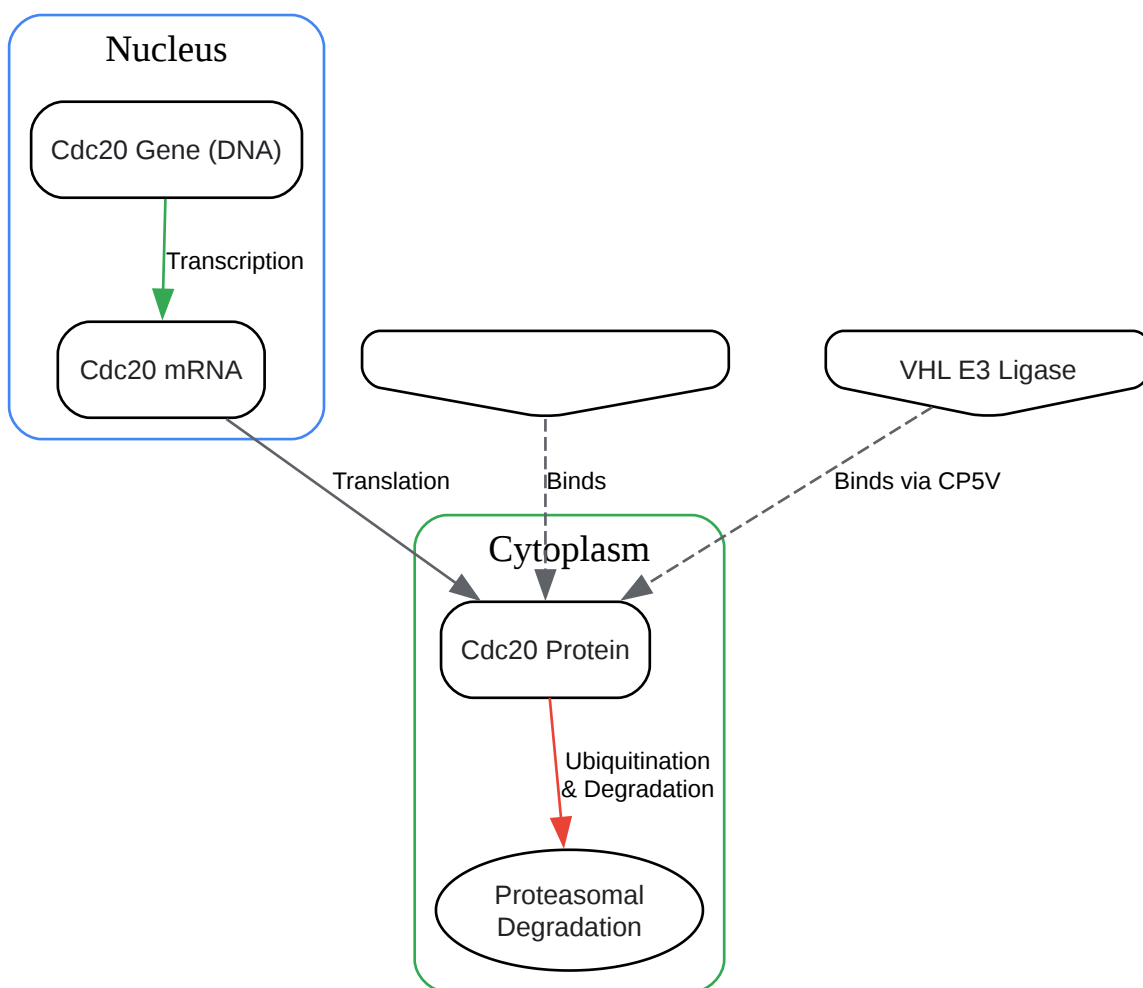 Nucleus
Cdc20 Gene (DNA)
Transcription
Cdc20 mRNA
VHL E3 Ligase
Translation
Binds
Binds via CP5V
Cytoplasm
Cdc20 Protein
Ubiquitination
& Degradation
Proteasomal
Degradation